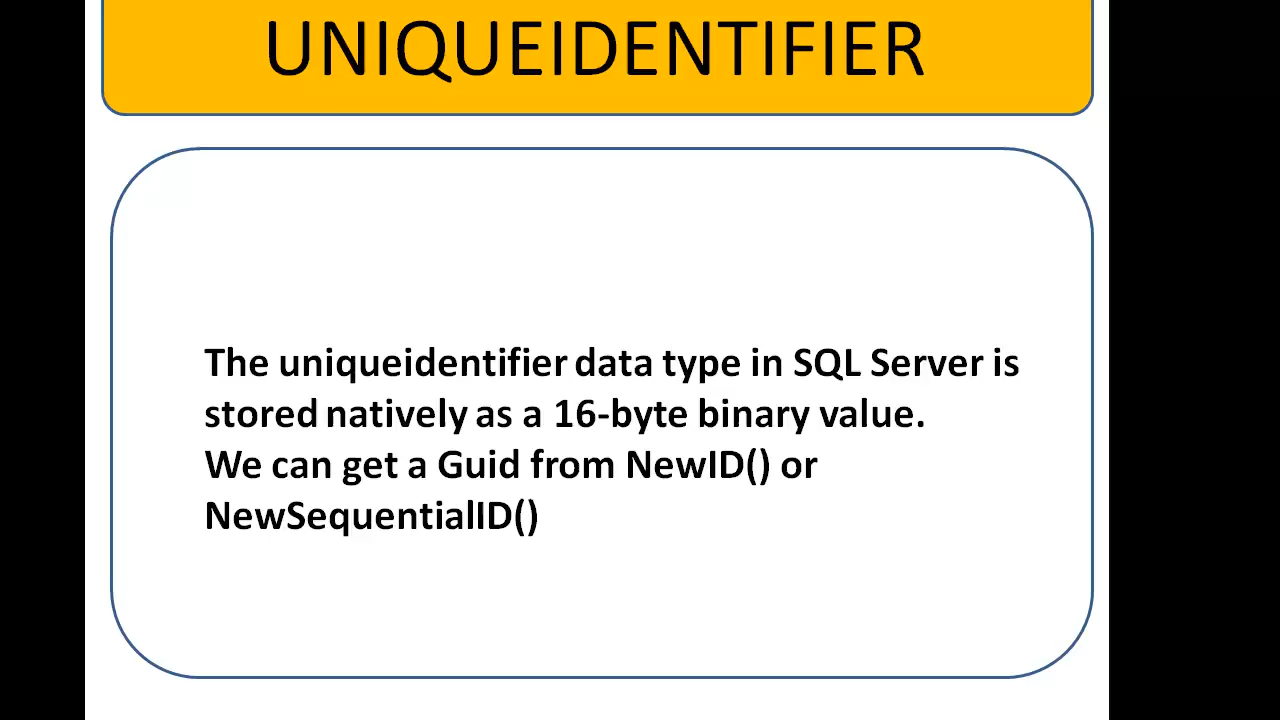 UNIQUEIDENTIFIER
The uniqueidentifier data type in SQL Server is
stored natively as a 16-byte binary value.
We can get a Guid from NewID() or
NewSequentialID()